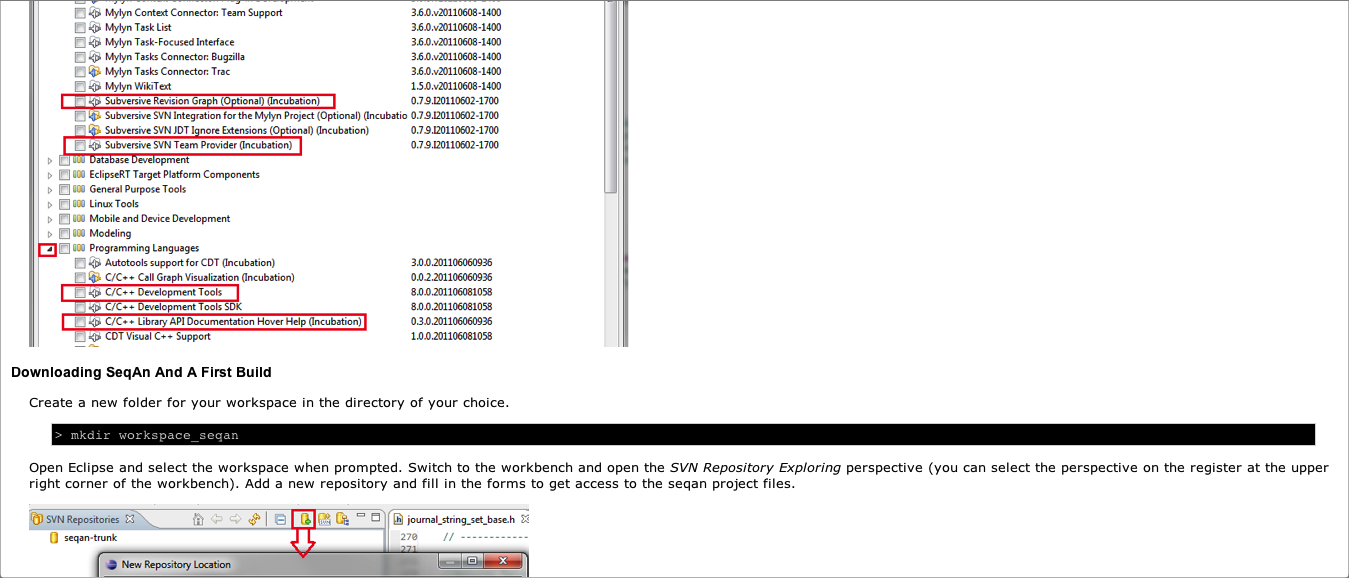 Mylyn Context Connector: Team Support 3.6.0.v20110608-1400
Mylyn Task List 3.6.0.v20110608-1400
Mylyn Task-Focused Interface 3.6.0.v20110608-1400
Mylyn Tasks Connector: Bugzilla 3.6.0.v20110608-1400
Mylyn Tasks Connector: Trac 3.6.0.v20110608-1400
Mylyn WikiText 1.5.0.v20110608-1400
Subversive Revision Graph (Optional) (Incubation) 0.7.9.I20110602-1700
Subversive SVN Integration for the Mylyn Project (Optional) (Incubatio 0.7.9.I20110602-1700
Subversive SVN JDT Ignore Extensions (Optional) (Incubation) 0.7.9.I20110602-1700
Subversive SVN Team Provider (Incubation) 0.7.9.I20110602-1700
Database Development
EclipseRT Target Platform Components
General Purpose Tools
Linux Tools
Mobile and Device Development
Modeling
Programming Languages
Autotools support for CDT (Incubation) 3.0.0.201106060936
C/C++ Call Graph Visualization (Incubation) 0.0.2.201106060936
C/C++ Development Tools 8.0.0.201106081058
C/C++ Development Tools SDK 8.0.0.201106081058
C/C++ Library API Documentation Hover Help (Incubation) 0.3.0.201106060936
CDT Visual C++ Support 1.0.0.201106081058
Downloading SeqAn And A First Build
Create a new folder for your workspace in the directory of your choice.
> mkdir workspace_seqan
Open Eclipse and select the workspace when prompted. Switch to the workbench and open the SVN Repository Exploring perspective (you can select the perspective on the register at the upper
right corner of the workbench). Add a new repository and fill in the forms to get access to the seqan project files.
SVN Repositories
journal_string_set_base.h
seqan-trunk
270 // ------------
271
New Repository Location